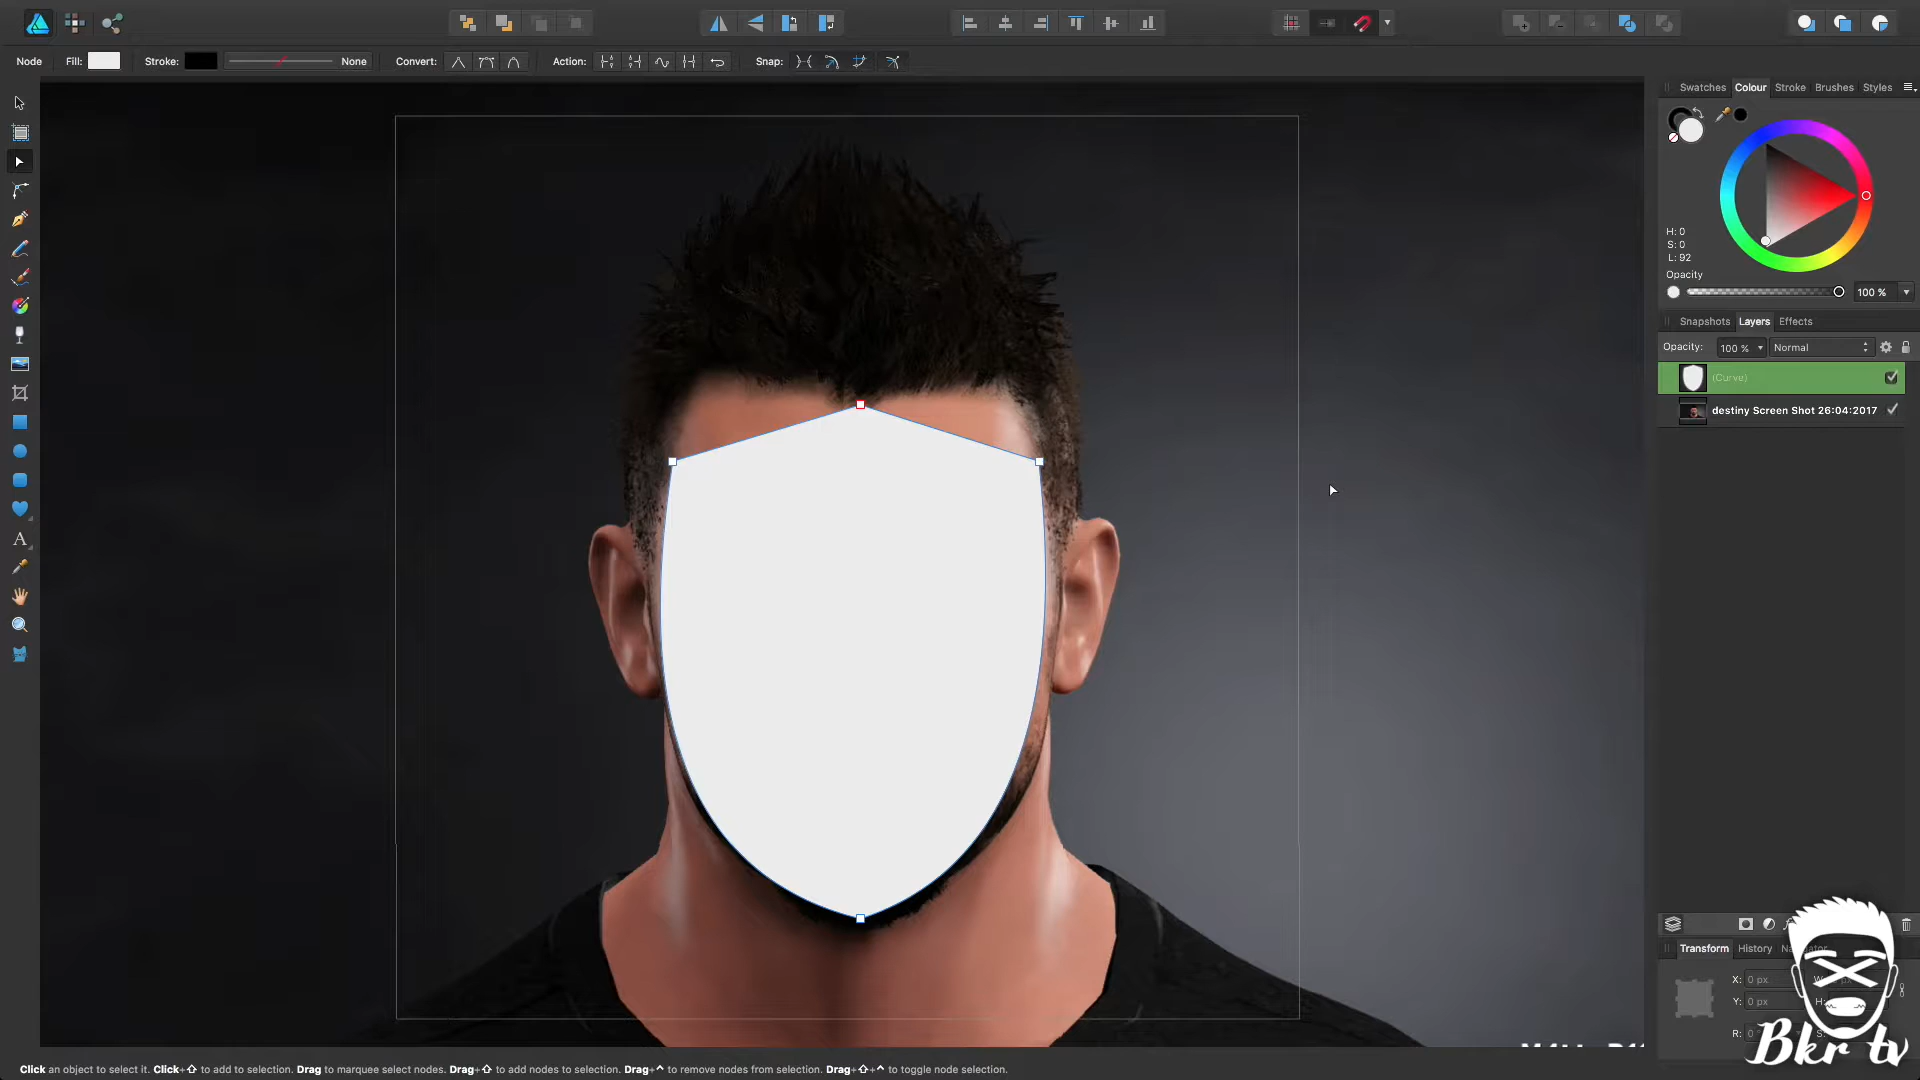 Node Fill: Stroke: None Convert: Action: Snap:
Swatches Colour Stroke Brushes Styles
H: 0
S: 0
L: 92
Opacity
100 %
Snapshots Layers Effects
Opacity: 100 % Normal
(Curve)
destiny Screen Shot 26:04:2017
A
Transform History
X: 0 px
Y: 0 px
R:
Bkr tv
Click an object to select it. Click+⇧ to add to selection. Drag to marquee select nodes. Drag+⇧ to add nodes to selection. Drag+^ to remove nodes from selection. Drag+⇧+^ to toggle node selection.